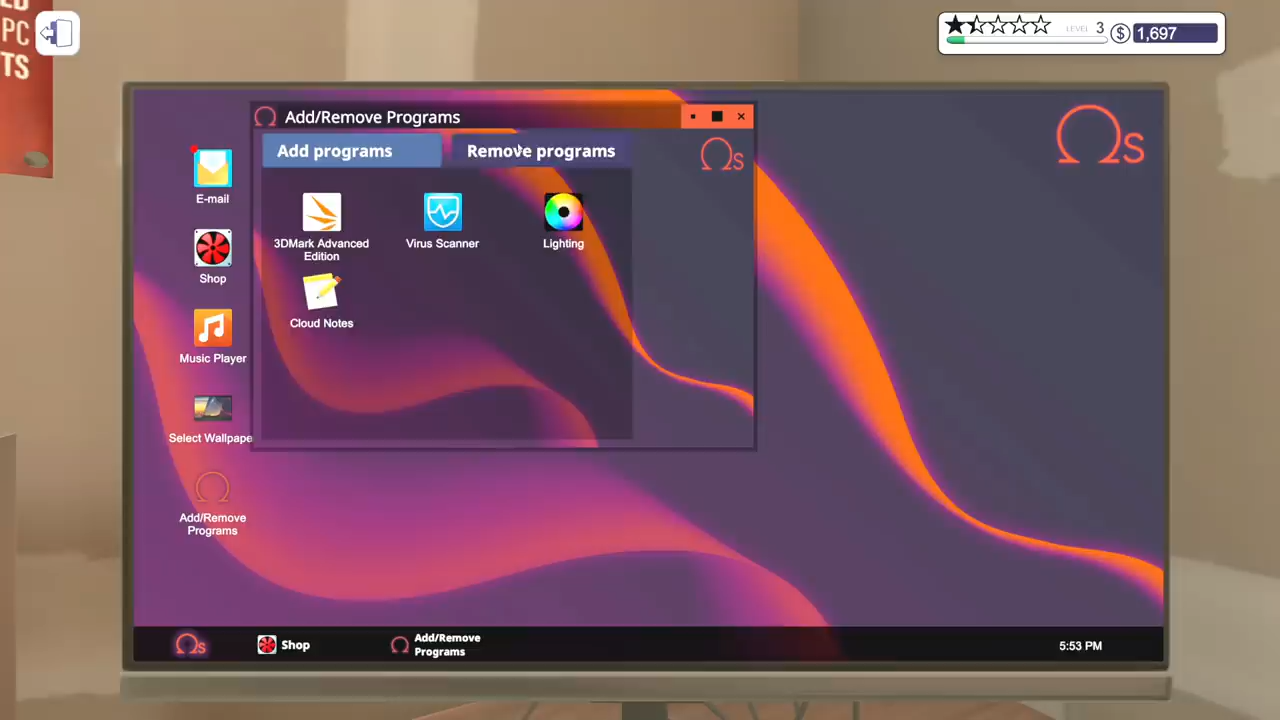 PC
TS
LEVEL 3
$ 1,697
Add/Remove Programs
Add programs
Remove programs
Ωs
Ωs
E-mail
Shop
Music Player
Select Wallpape
Add/Remove
Programs
3DMark Advanced
Edition
Virus Scanner
Lighting
Cloud Notes
Ωs
Shop
Add/Remove
Programs
5:53 PM